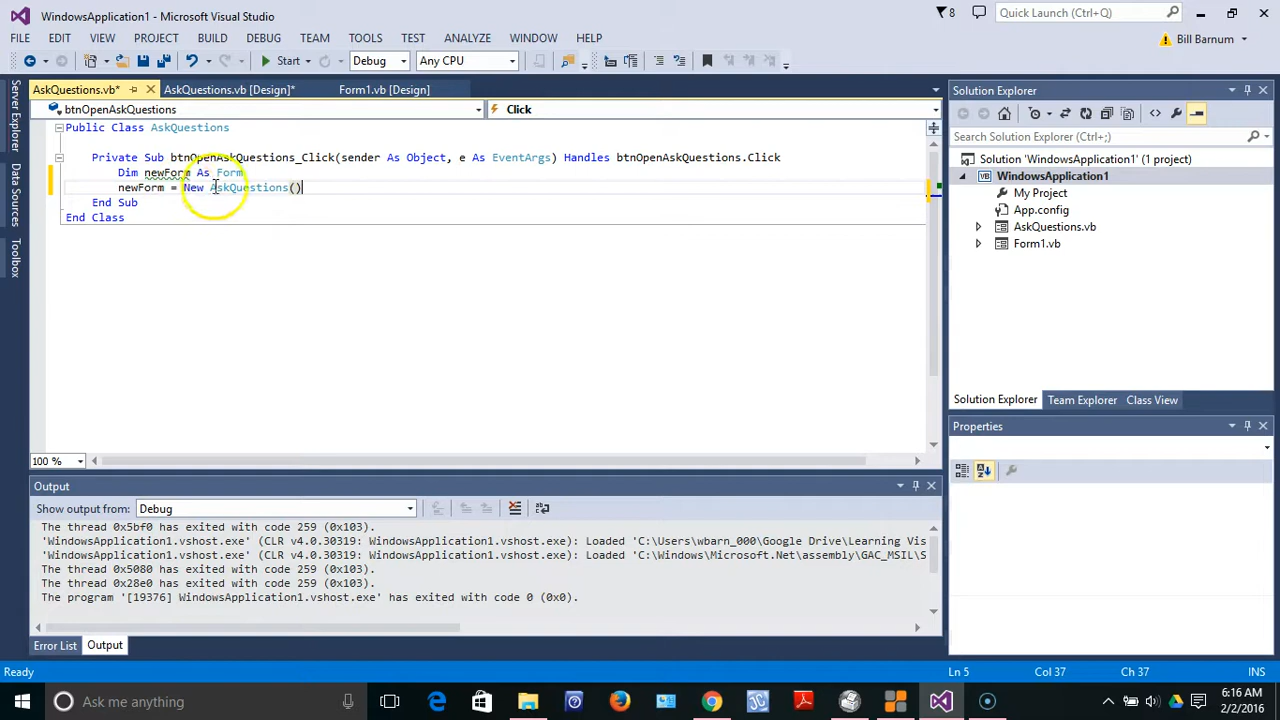 WindowsApplication1 - Microsoft Visual Studio
8
Quick Launch (Ctrl+Q)
FILE EDIT VIEW PROJECT BUILD DEBUG TEAM TOOLS TEST ANALYZE WINDOW HELP
Bill Barnum
Start Debug Any CPU
Server Explorer
Data Sources
Toolbox
AskQuestions.vb* AskQuestions.vb [Design]* Form1.vb [Design]
btnOpenAskQuestions Click
Public Class AskQuestions
Private Sub btnOpenAskQuestions_Click(sender As Object, e As EventArgs) Handles btnOpenAskQuestions.Click
Dim newForm As Form
newForm = New AskQuestions()
End Sub
End Class
100 %
Solution Explorer
Search Solution Explorer (Ctrl+;)
Solution 'WindowsApplication1' (1 project)
WindowsApplication1
My Project
App.config
AskQuestions.vb
Form1.vb
Solution Explorer Team Explorer Class View
Properties
Output
Show output from: Debug
The thread 0x5bf0 has exited with code 259 (0x103).
'WindowsApplication1.vshost.exe' (CLR v4.0.30319: WindowsApplication1.vshost.exe): Loaded 'C:\Users\wbarn_000\Google Drive\Learning Vis
'WindowsApplication1.vshost.exe' (CLR v4.0.30319: WindowsApplication1.vshost.exe): Loaded 'C:\Windows\Microsoft.Net\assembly\GAC_MSIL\S
The thread 0x5080 has exited with code 259 (0x103).
The thread 0x28e0 has exited with code 259 (0x103).
The program '[19376] WindowsApplication1.vshost.exe' has exited with code 0 (0x0).
Error List Output
Ready Ln 5 Col 37 Ch 37 INS
Ask me anything
6:16 AM
2/2/2016